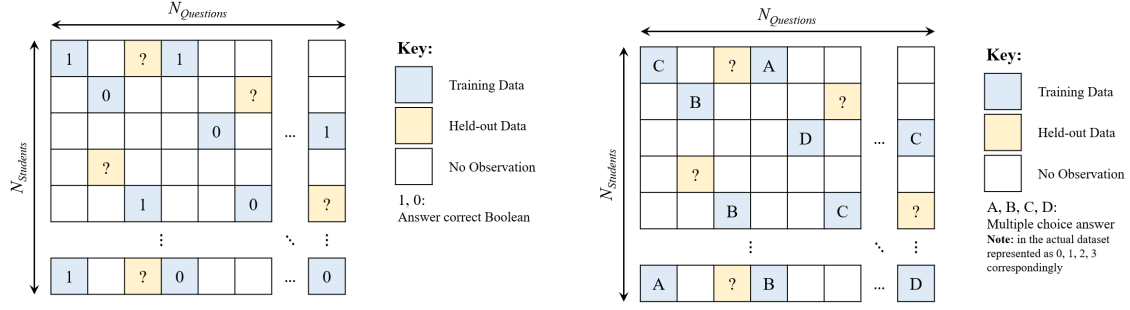 N_Questions
1 ? 1
0 ?
0 ... 1
?
1 0 ?
⋮ ⋱ ⋮
1 ? 0 ... 0
N_Students
Key:
Training Data
Held-out Data
No Observation
1, 0:
Answer correct Boolean
N_Questions
C ? A
B ?
D ... C
?
B C ?
⋮ ⋱ ⋮
A ? B ... D
N_Students
Key:
Training Data
Held-out Data
No Observation
A, B, C, D:
Multiple choice answer
Note: in the actual dataset
represented as 0, 1, 2, 3
correspondingly